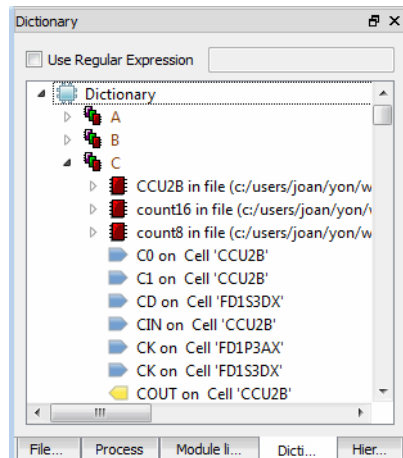 Dictionary
Use Regular Expression
Dictionary
A
B
C
CCU2B in file (c:/users/joan/yon/w
count16 in file (c:/users/joan/yon/
count8 in file (c:/users/joan/yon/w
C0 on Cell 'CCU2B'
C1 on Cell 'CCU2B'
CD on Cell 'FD1S3DX'
CIN on Cell 'CCU2B'
CK on Cell 'FD1P3AX'
CK on Cell 'FD1S3DX'
COUT on Cell 'CCU2B'
File... Process Module li... Dicti... Hier...